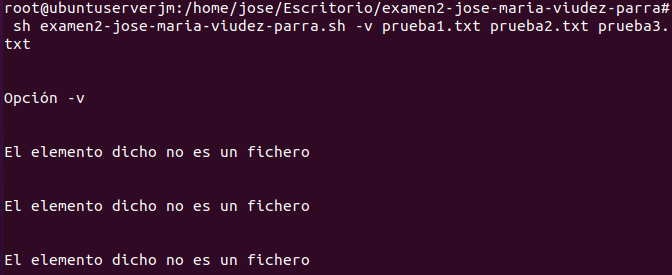 root@ubuntuserverjm:/home/jose/Escritorio/examen2-jose-maria-viudez-parra#
sh examen2-jose-maria-viudez-parra.sh -v prueba1.txt prueba2.txt prueba3.
txt
Opción -v
El elemento dicho no es un fichero
El elemento dicho no es un fichero
El elemento dicho no es un fichero